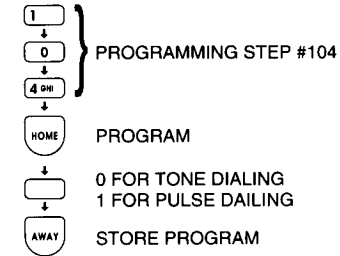 1
0 PROGRAMMING STEP #104
4 GHI
HOME PROGRAM
0 FOR TONE DIALING
1 FOR PULSE DAILING
AWAY STORE PROGRAM